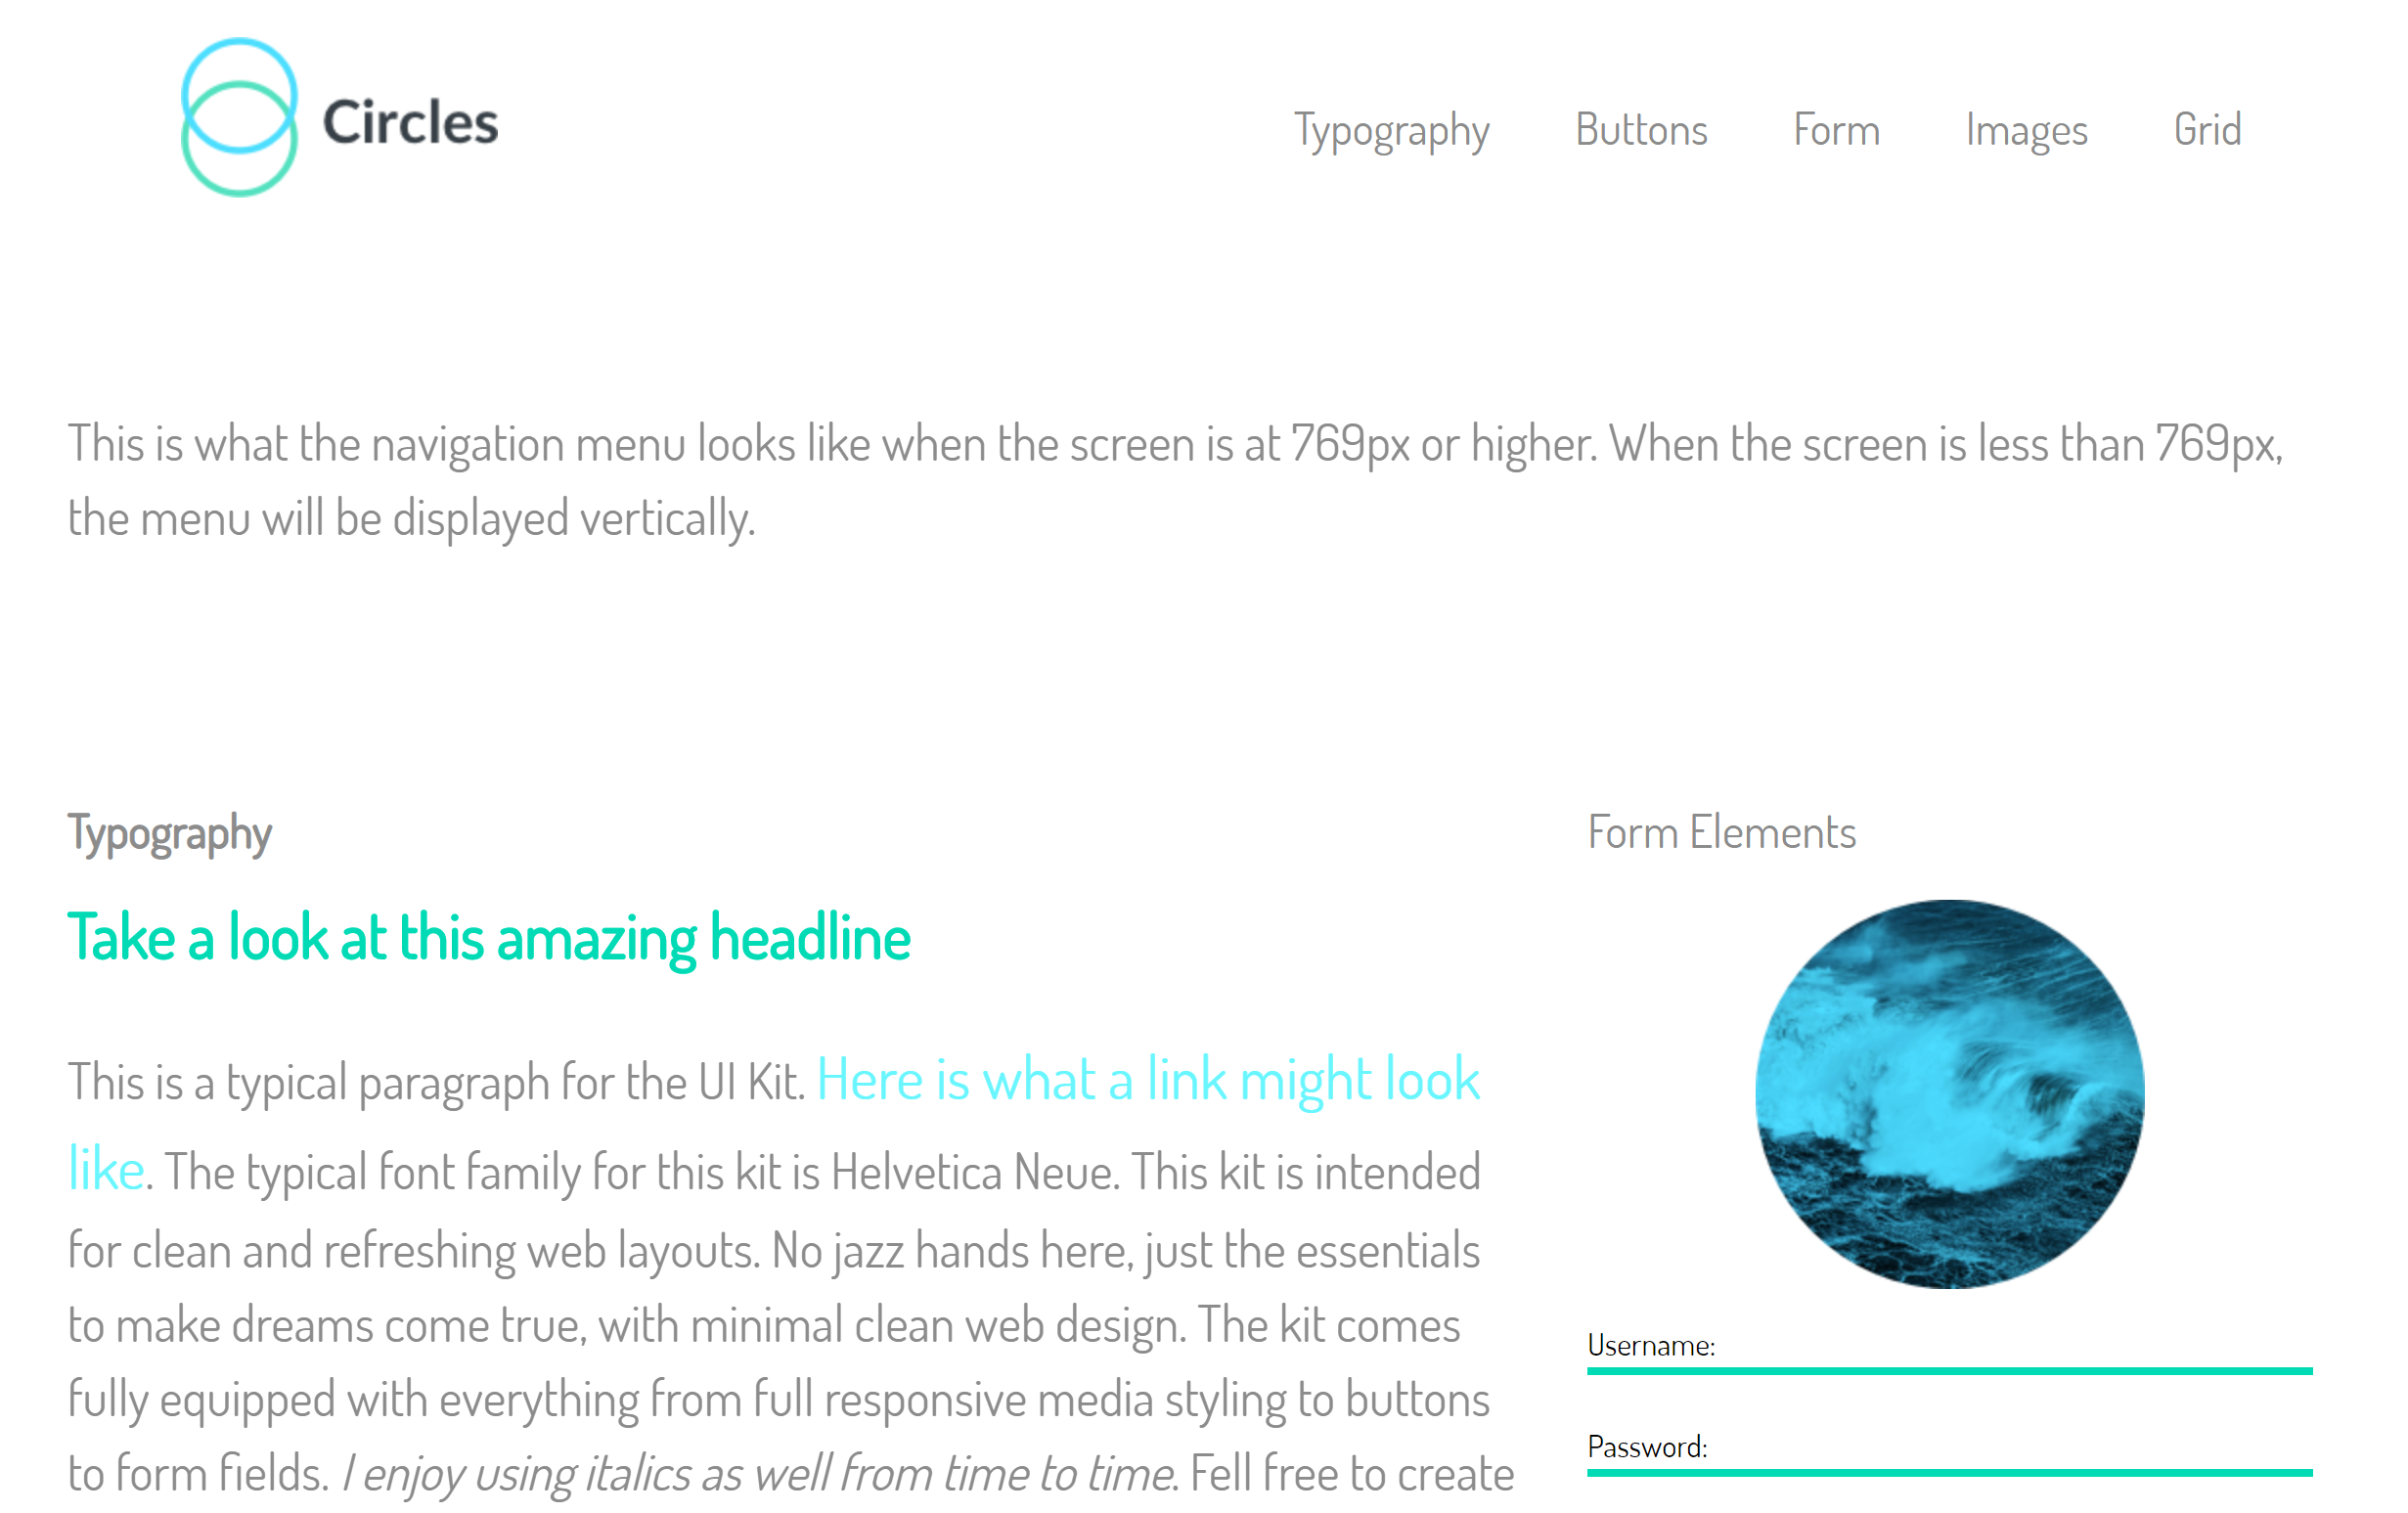 Circles
Typography Buttons Form Images Grid
This is what the navigation menu looks like when the screen is at 769px or higher. When the screen is less than 769px,
the menu will be displayed vertically.
Typography
Take a look at this amazing headline
This is a typical paragraph for the UI Kit. Here is what a link might look
like. The typical font family for this kit is Helvetica Neue. This kit is intended
for clean and refreshing web layouts. No jazz hands here, just the essentials
to make dreams come true, with minimal clean web design. The kit comes
fully equipped with everything from full responsive media styling to buttons
to form fields. I enjoy using italics as well from time to time. Fell free to create
Form Elements
Username:
Password: